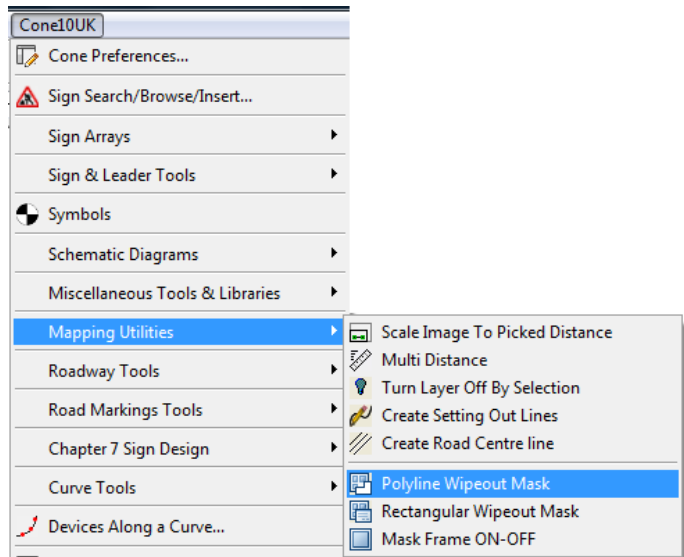 Cone10UK
Cone Preferences...
Sign Search/Browse/Insert...
Sign Arrays
Sign & Leader Tools
Symbols
Schematic Diagrams
Miscellaneous Tools & Libraries
Mapping Utilities
Roadway Tools
Road Markings Tools
Chapter 7 Sign Design
Curve Tools
Devices Along a Curve...
Scale Image To Picked Distance
Multi Distance
Turn Layer Off By Selection
Create Setting Out Lines
Create Road Centre line
Polyline Wipeout Mask
Rectangular Wipeout Mask
Mask Frame ON-OFF